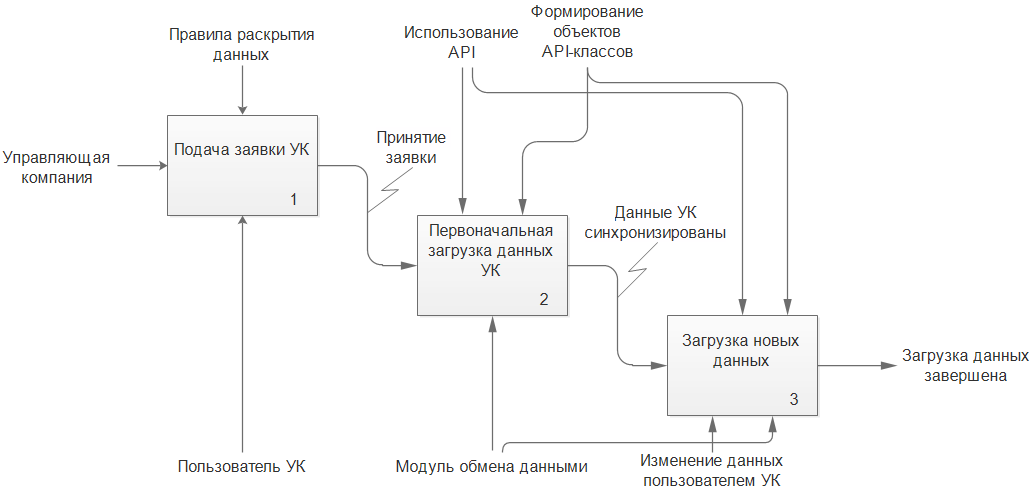 Формирование
объектов
API-классов
Использование
API
Правила раскрытия
данных
Управляющая
компания
Подача заявки УК
1
Принятие
заявки
Первоначальная
загрузка данных
УК
2
Данные УК
синхронизированы
Загрузка новых
данных
3
Загрузка данных
завершена
Пользователь УК
Модуль обмена данными
Изменение данных
пользователем УК